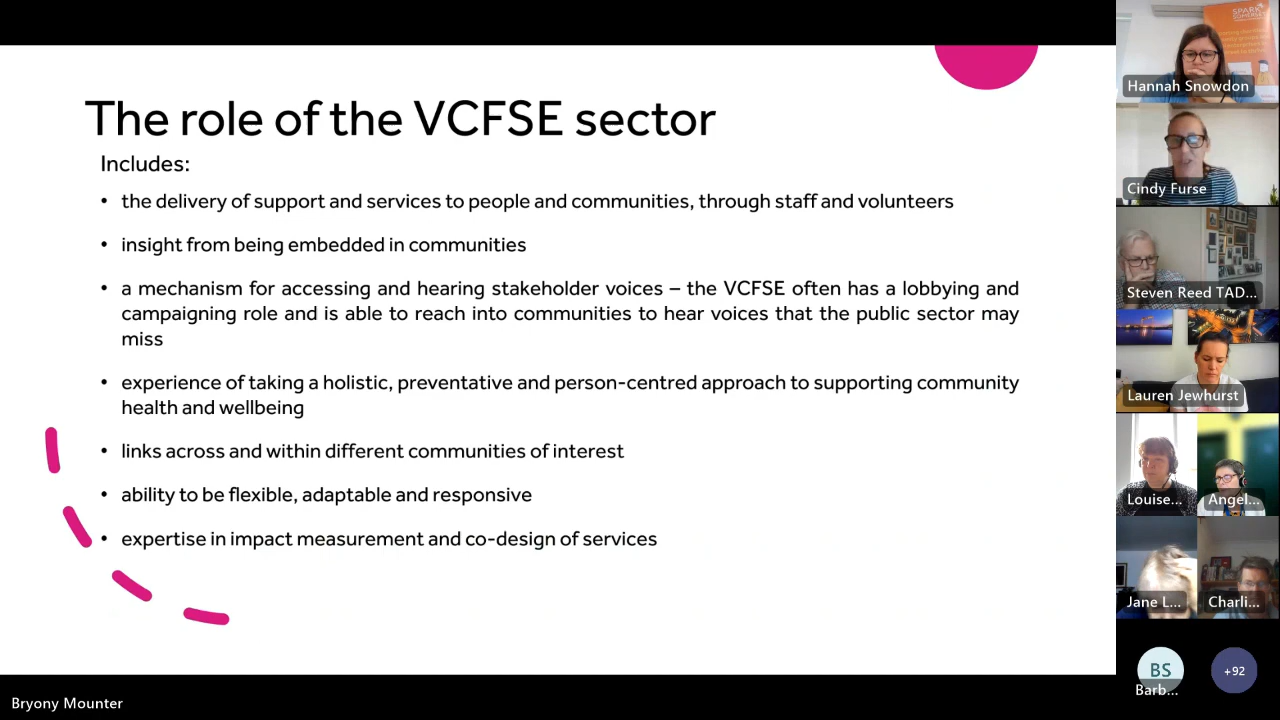 The role of the VCFSE sector
Includes:
• the delivery of support and services to people and communities, through staff and volunteers
• insight from being embedded in communities
• a mechanism for accessing and hearing stakeholder voices – the VCFSE often has a lobbying and
campaigning role and is able to reach into communities to hear voices that the public sector may
miss
• experience of taking a holistic, preventative and person-centred approach to supporting community
health and wellbeing
• links across and within different communities of interest
• ability to be flexible, adaptable and responsive
• expertise in impact measurement and co-design of services
Bryony Mounter
SPARK
SOMERSET
Hannah Snowdon
Cindy Furse
Steven Reed TAD...
Lauren Jewhurst
Louise...
Angel...
Jane L...
Charli...
BS
Barb...
+92